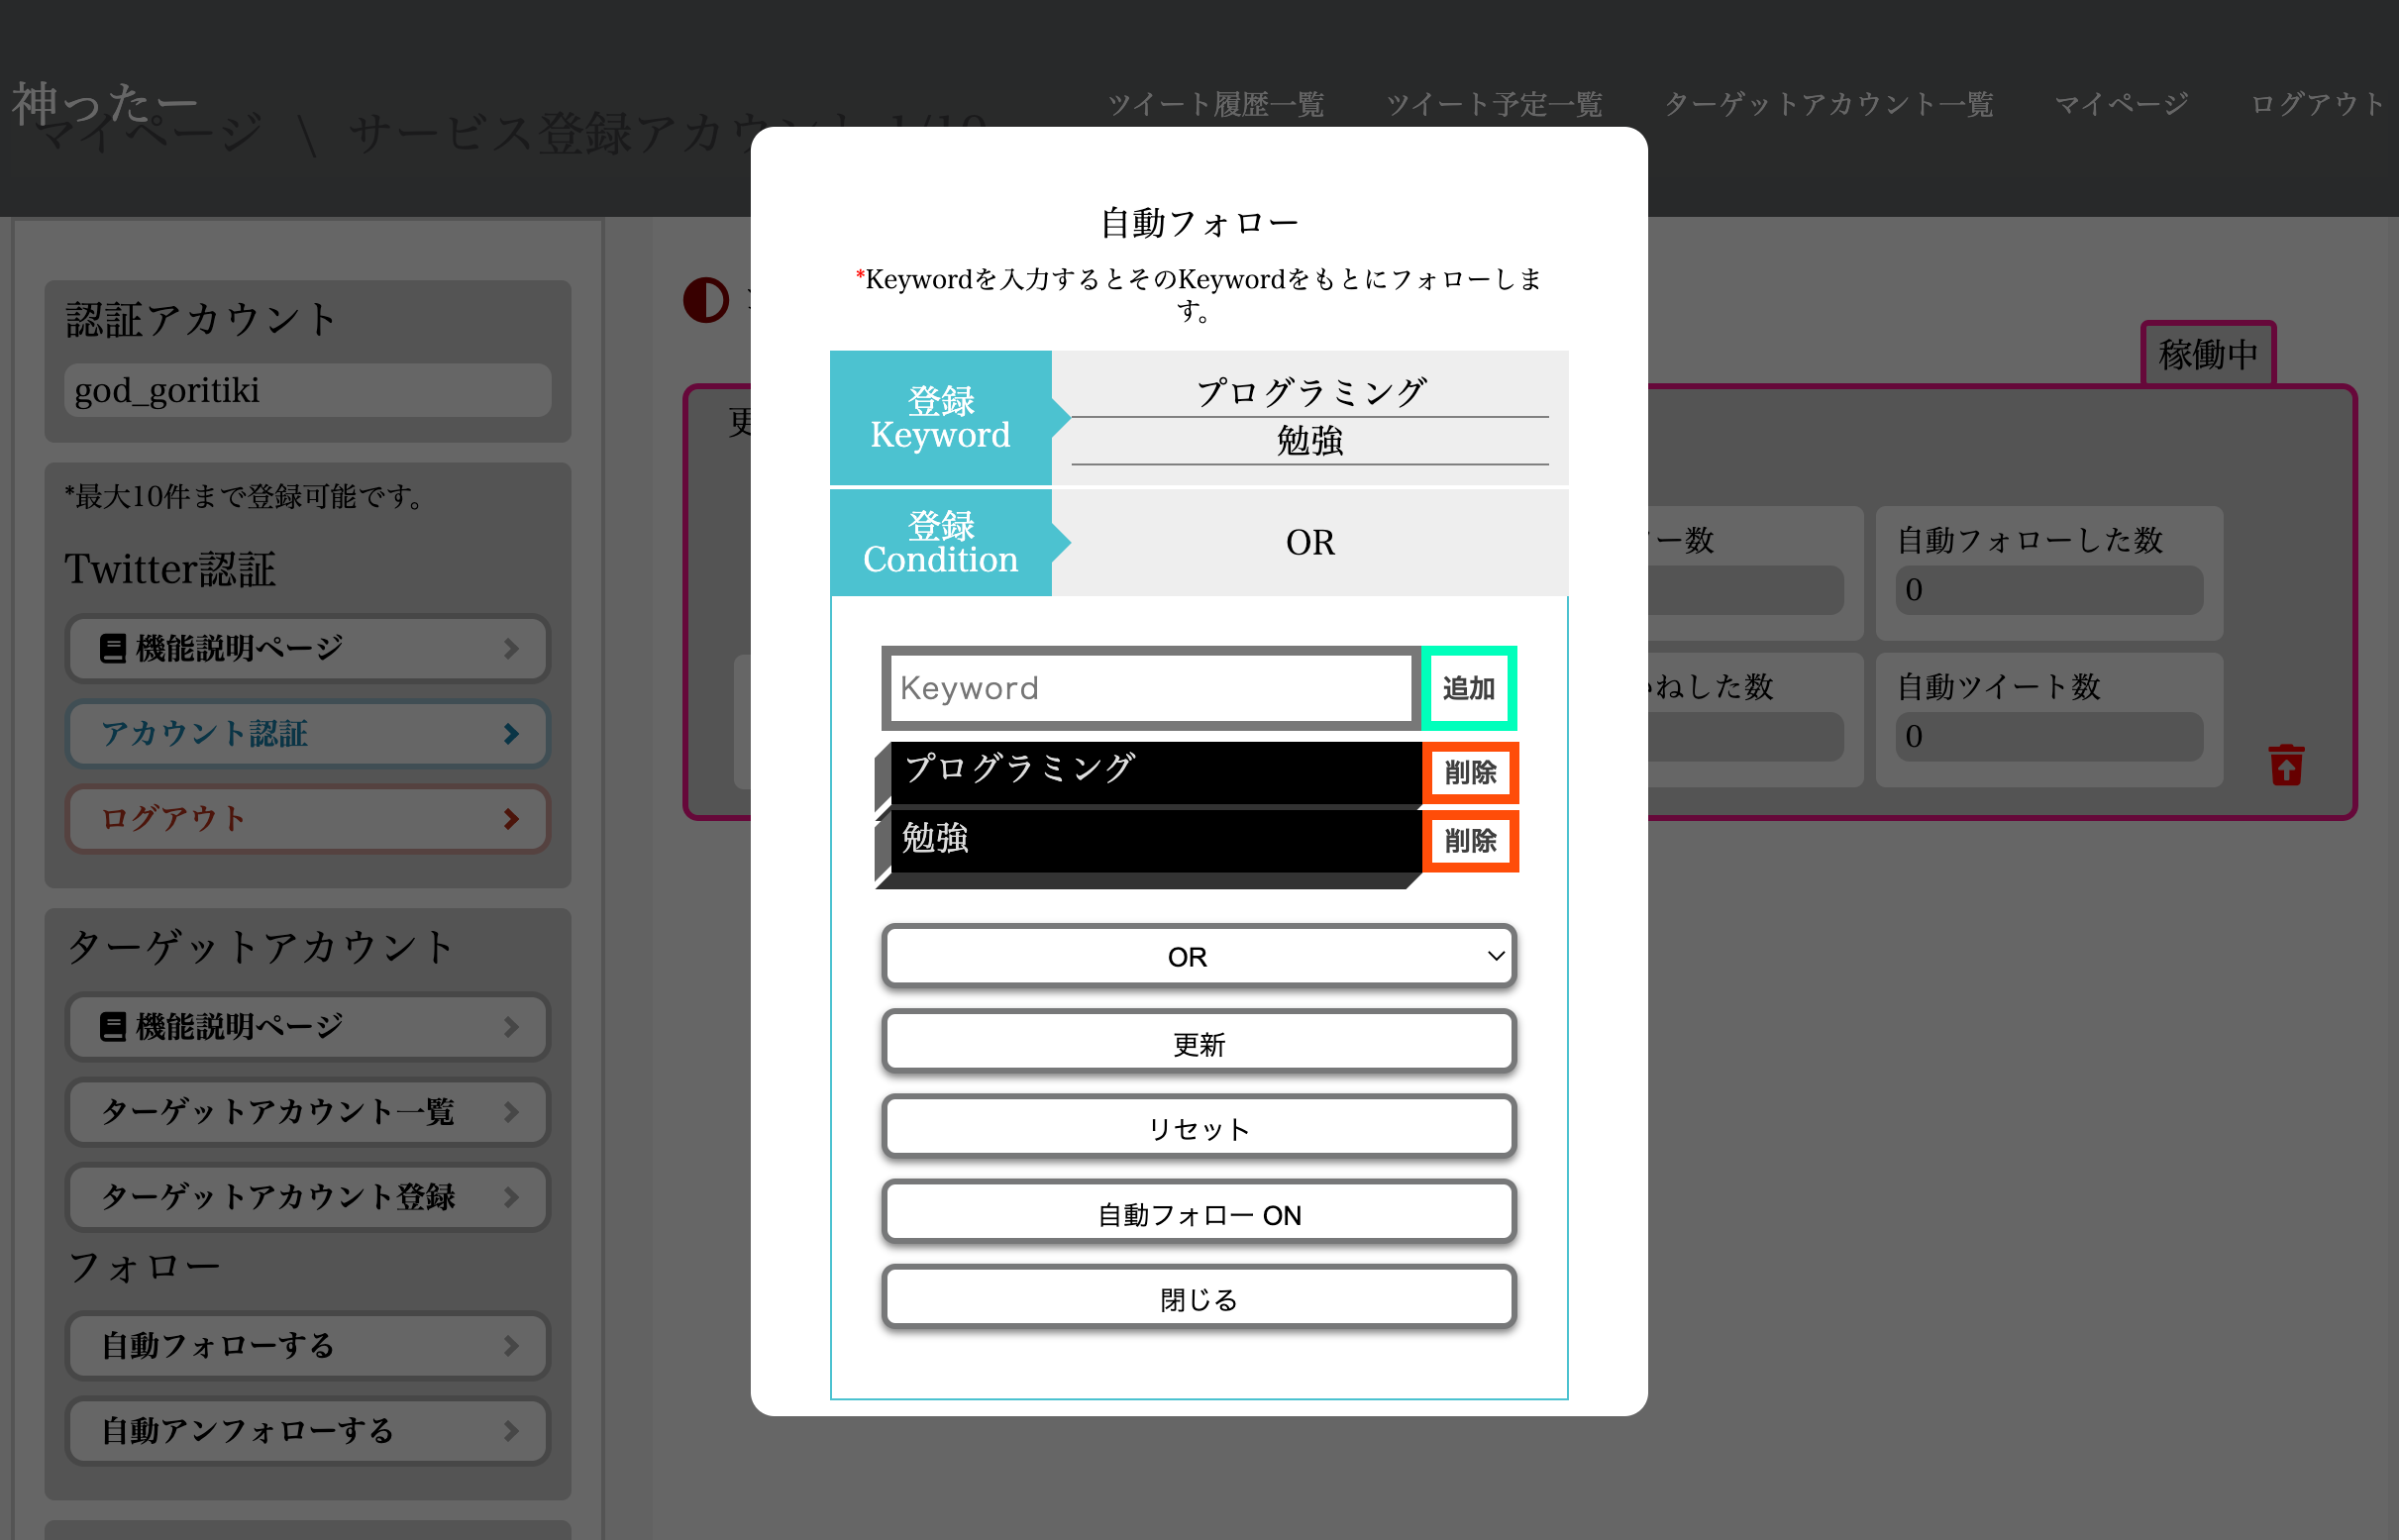 神ったー
ツイート履歴一覧
ツイート予定一覧
ターゲットアカウント一覧
マイページ
ログアウト
マイページ \ サービス登録アカウント 1/10
認証アカウント
god_goritiki
*最大10件まで登録可能です。
Twitter認証
機能説明ページ
アカウント認証
ログアウト
ターゲットアカウント
機能説明ページ
ターゲットアカウント一覧
ターゲットアカウント登録
フォロー
自動フォローする
自動アンフォローする
自動フォロー
*Keywordを入力するとそのKeywordをもとにフォローしま
す。
登録
Keyword
プログラミング
勉強
登録
Condition
OR
Keyword
追加
プログラミング
削除
勉強
削除
OR
更新
リセット
自動フォロー ON
閉じる
稼働中
更
ー数
自動フォローした数
0
ねした数
自動ツイート数
0